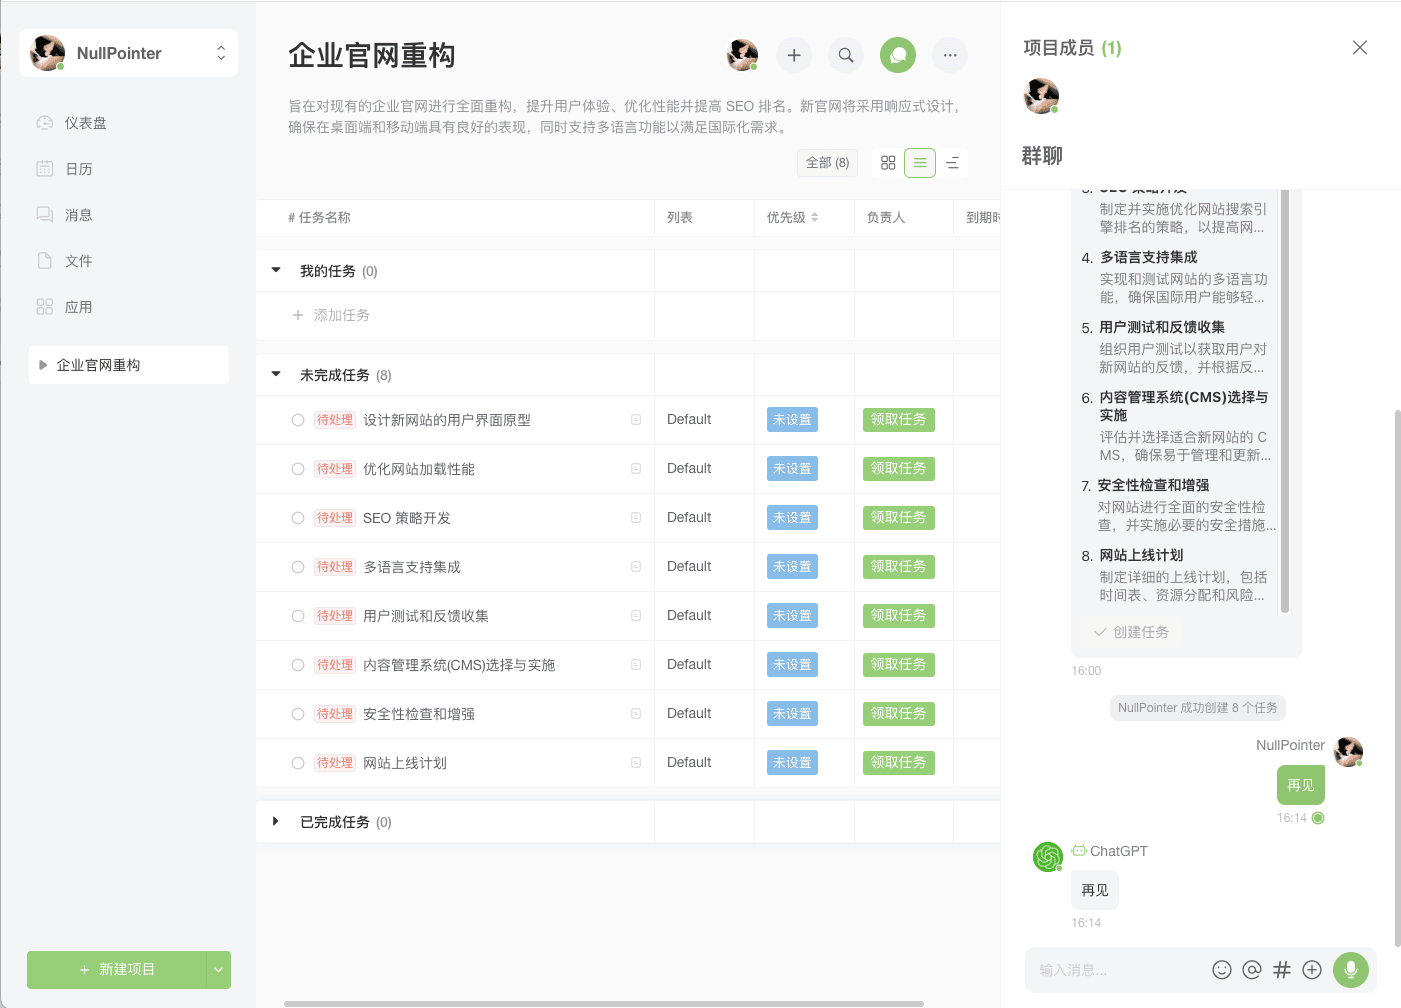 NullPointer
仪表盘
日历
消息
文件
应用
企业官网重构
新建项目
企业官网重构
旨在对现有的企业官网进行全面重构，提升用户体验、优化性能并提高 SEO 排名。新官网将采用响应式设计，
确保在桌面端和移动端具有良好的表现，同时支持多语言功能以满足国际化需求。
全部 (8)
# 任务名称 列表 优先级 负责人 到期时
我的任务 (0)
添加任务
未完成任务 (8)
待处理 设计新网站的用户界面原型 Default 未设置 领取任务
待处理 优化网站加载性能 Default 未设置 领取任务
待处理 SEO 策略开发 Default 未设置 领取任务
待处理 多语言支持集成 Default 未设置 领取任务
待处理 用户测试和反馈收集 Default 未设置 领取任务
待处理 内容管理系统(CMS)选择与实施 Default 未设置 领取任务
待处理 安全性检查和增强 Default 未设置 领取任务
待处理 网站上线计划 Default 未设置 领取任务
已完成任务 (0)
项目成员 (1)
群聊
3. SEO 策略开发
制定并实施优化网站搜索引
擎排名的策略，以提高网...
4. 多语言支持集成
实现和测试网站的多语言功
能，确保国际用户能够轻...
5. 用户测试和反馈收集
组织用户测试以获取用户对
新网站的反馈，并根据反...
6. 内容管理系统(CMS)选择与
实施
评估并选择适合新网站的 C
MS，确保易于管理和更新...
7. 安全性检查和增强
对网站进行全面的安全性检
查，并实施必要的安全措施...
8. 网站上线计划
制定详细的上线计划，包括
时间表、资源分配和风险...
创建任务
16:00
NullPointer 成功创建 8 个任务
NullPointer
再见
16:14
ChatGPT
再见
16:14
输入消息...